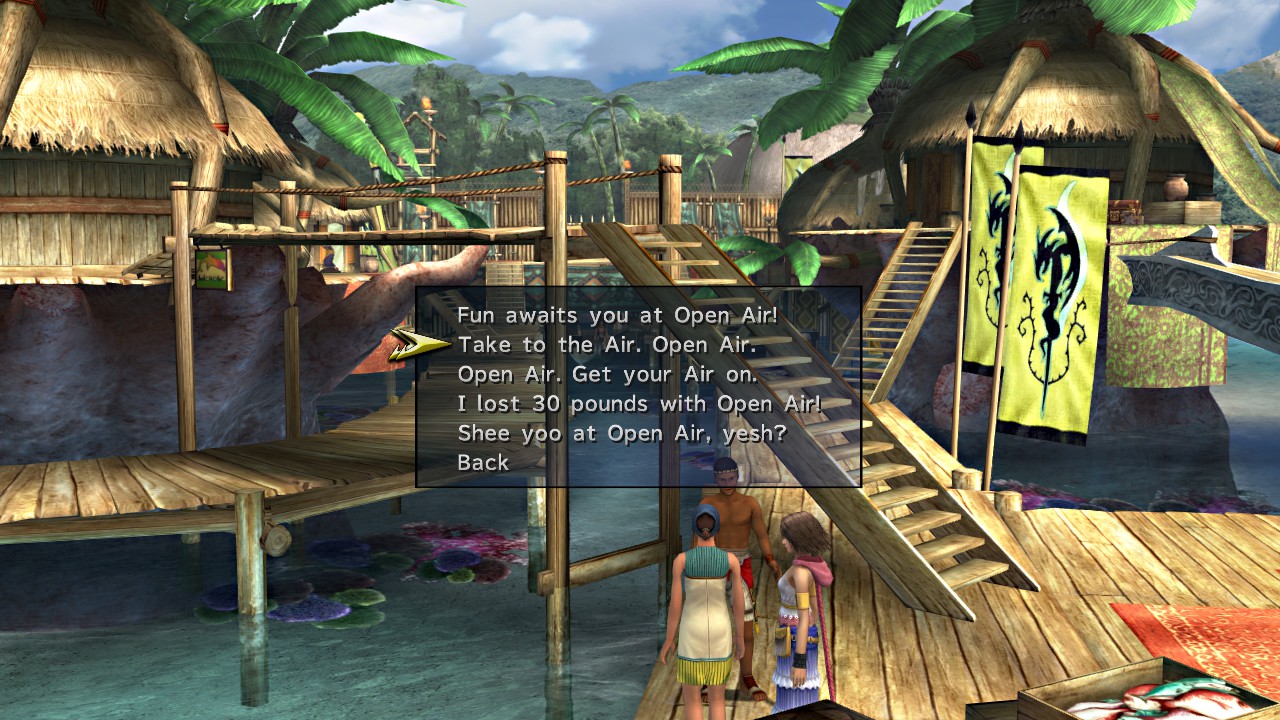 Fun awaits you at Open Air!
Take to the Air. Open Air.
Open Air. Get your Air on.
I lost 30 pounds with Open Air!
Shee yoo at Open Air, yesh?
Back